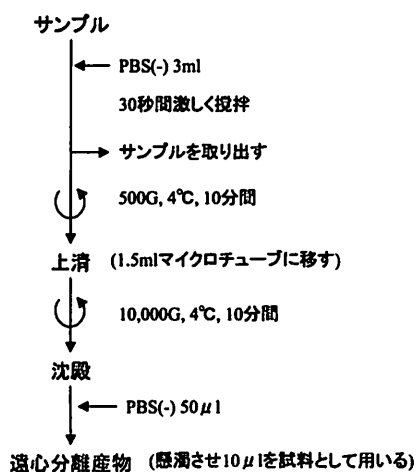 サンプル
PBS(-) 3ml
30秒間激しく撹拌
サンプルを取り出す
500G, 4℃, 10分間
上清 (1.5mlマイクロチューブに移す)
10,000G, 4℃, 10分間
沈殿
PBS(-) 50μl
遠心分離産物 (懸濁させ10μlを試料として用いる)